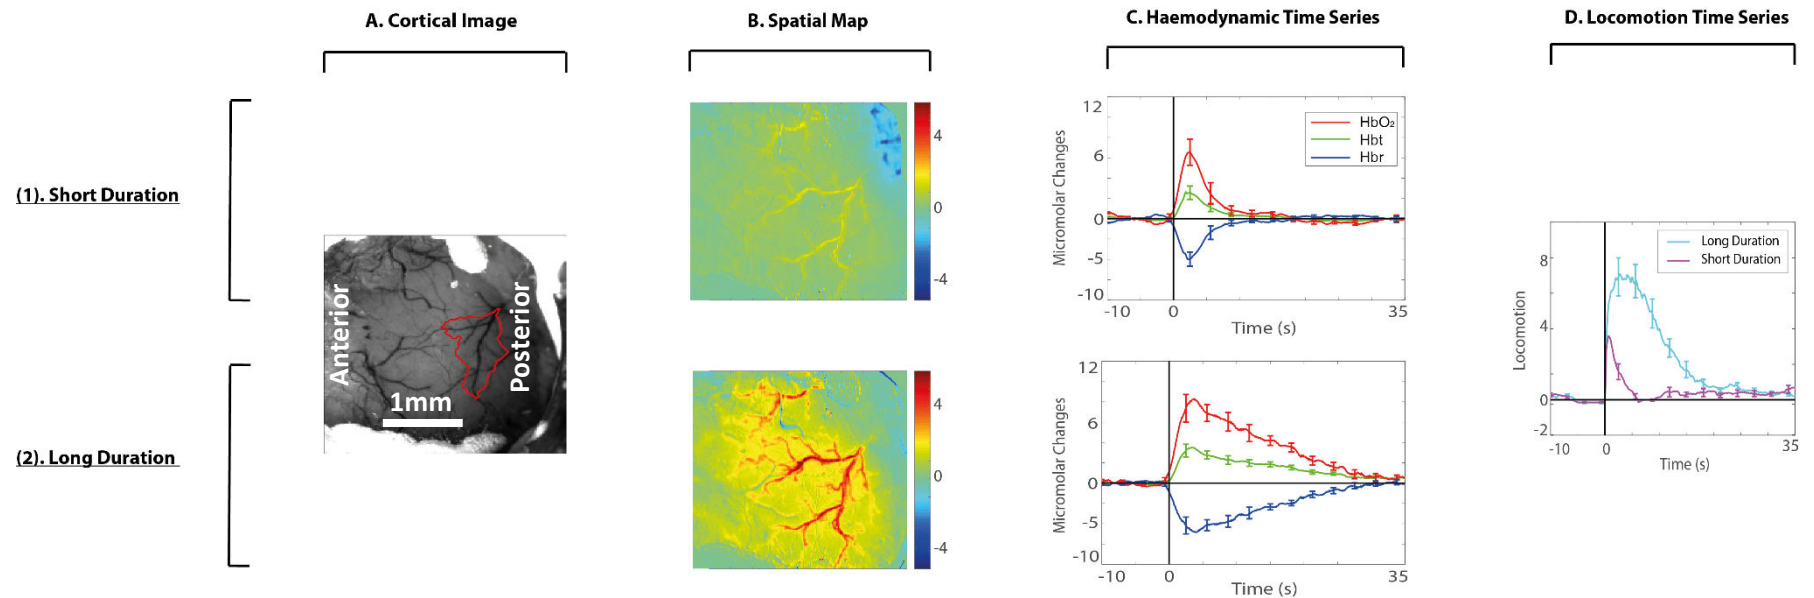 A. Cortical Image
B. Spatial Map
C. Haemodynamic Time Series
D. Locomotion Time Series
(1). Short Duration
(2). Long Duration
Anterior
Posterior
1mm
4
0
-4
4
0
-4
12
6
0
-5
-10
Micromolar Changes
HbO₂
Hbt
Hbr
-10 0 35
Time (s)
12
6
0
-5
-10
Micromolar Changes
-10 0 35
Time (s)
8
4
0
-2
Locomotion
Long Duration
Short Duration
-10 0 35
Time (s)